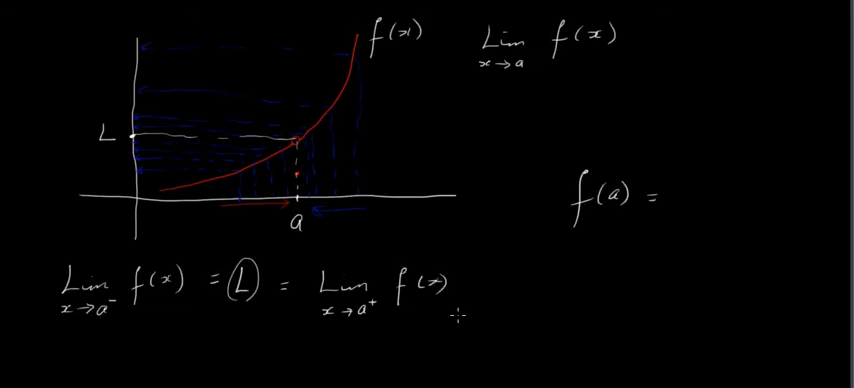 f(x)
Lim f(x)
x→a
L
f(a) =
a
Lim f(x) = L = Lim f(x)
x→a⁻ x→a⁺